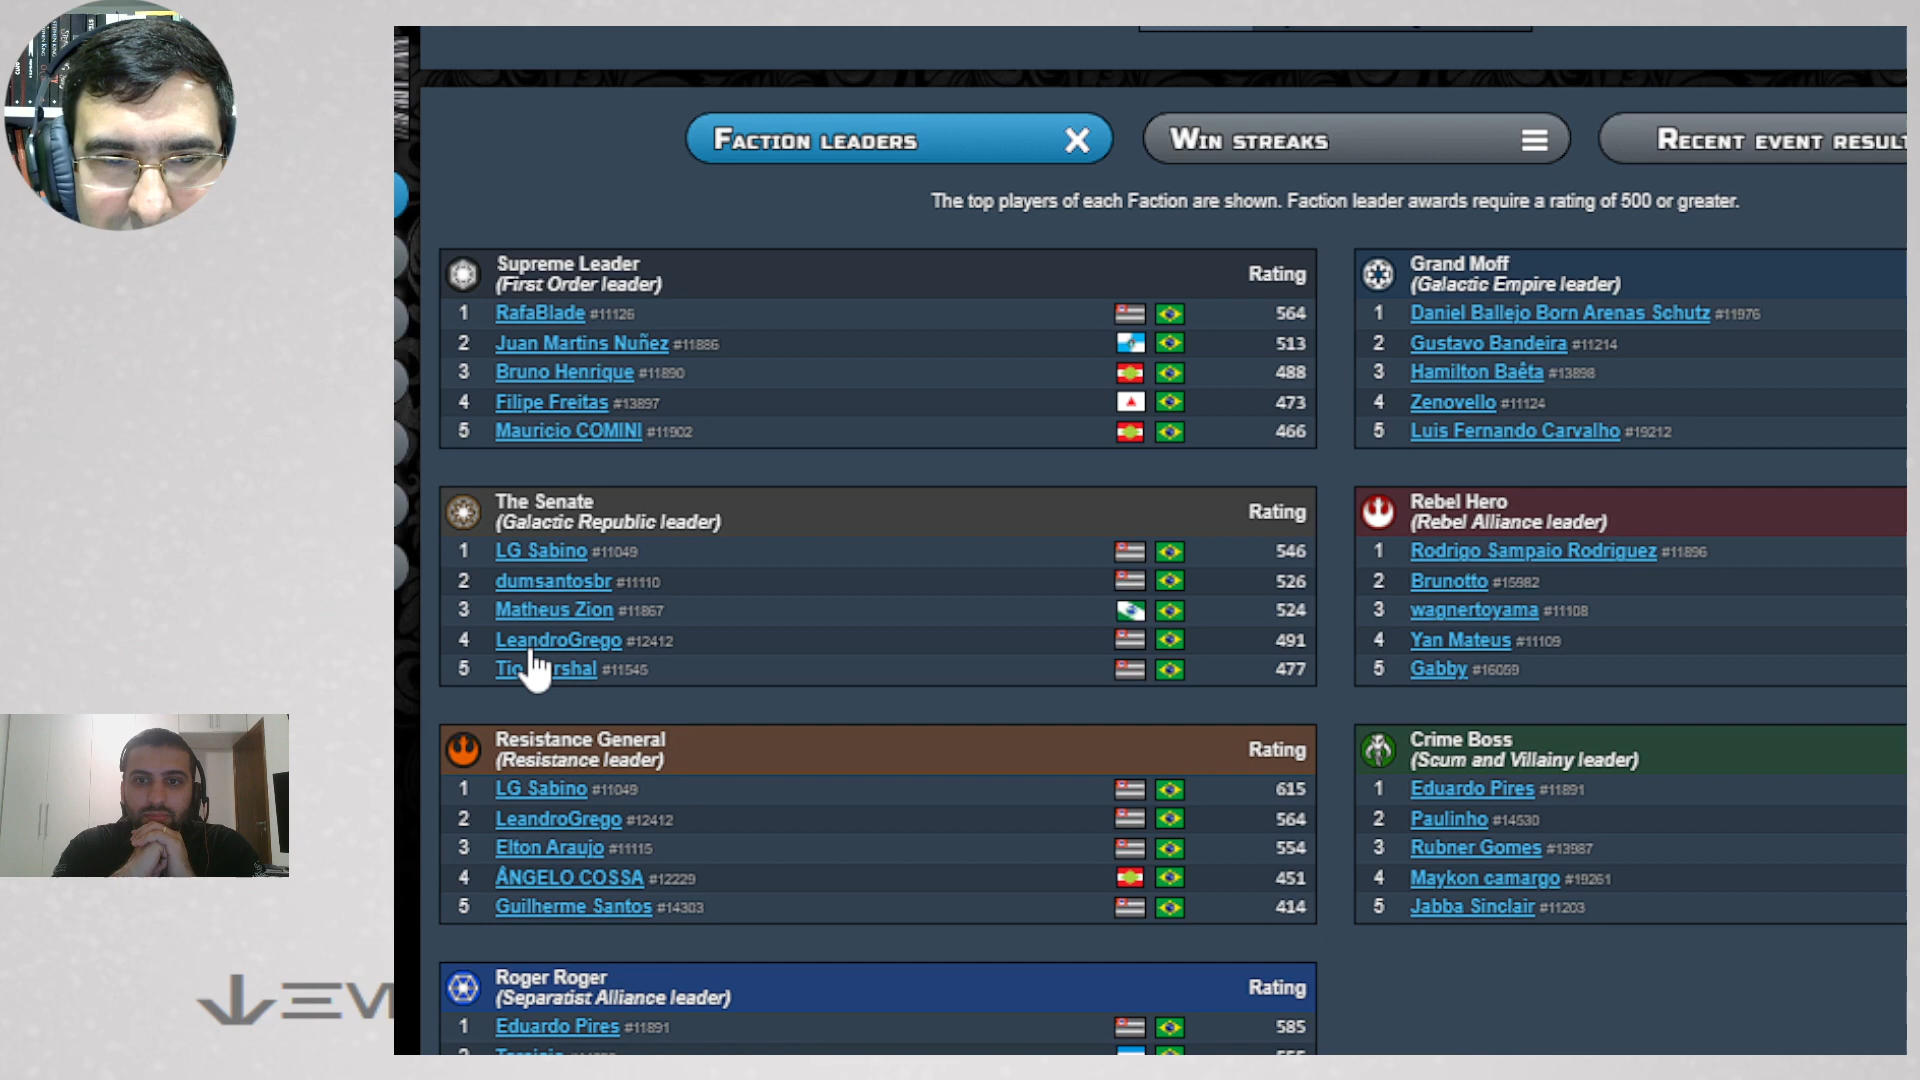 FACTION LEADERS
WIN STREAKS
RECENT EVENT RESULT
The top players of each Faction are shown. Faction leader awards require a rating of 500 or greater.
Supreme Leader
(First Order leader)
Rating
1 RafaBlade #11126 564
2 Juan Martins Nuñez #11886 513
3 Bruno Henrique #11890 488
4 Filipe Freitas #13897 473
5 Mauricio COMINI #11902 466
Grand Moff
(Galactic Empire leader)
1 Daniel Ballejo Born Arenas Schutz #11976
2 Gustavo Bandeira #11214
3 Hamilton Baêta #13898
4 Zenovello #11124
5 Luis Fernando Carvalho #19212
The Senate
(Galactic Republic leader)
Rating
1 LG Sabino #11049 546
2 dumsantosbr #11110 526
3 Matheus Zion #11867 524
4 LeandroGrego #12412 491
5 #11545 477
Rebel Hero
(Rebel Alliance leader)
1 Rodrigo Sampaio Rodriguez #11896
2 Brunotto #15982
3 wagnertoyama #11108
4 Yan Mateus #11109
5 Gabby #16059
Resistance General
(Resistance leader)
Rating
1 LG Sabino #11049 615
2 LeandroGrego #12412 564
3 Elton Araujo #11115 554
4 ÂNGELO COSSA #12229 451
5 Guilherme Santos #14303 414
Crime Boss
(Scum and Villainy leader)
1 Eduardo Pires #11891
2 Paulinho #14530
3 Rubner Gomes #13987
4 Maykon camargo #19261
5 Jabba Sinclair #11203
Roger Roger
(Separatist Alliance leader)
Rating
1 Eduardo Pires #11891 585